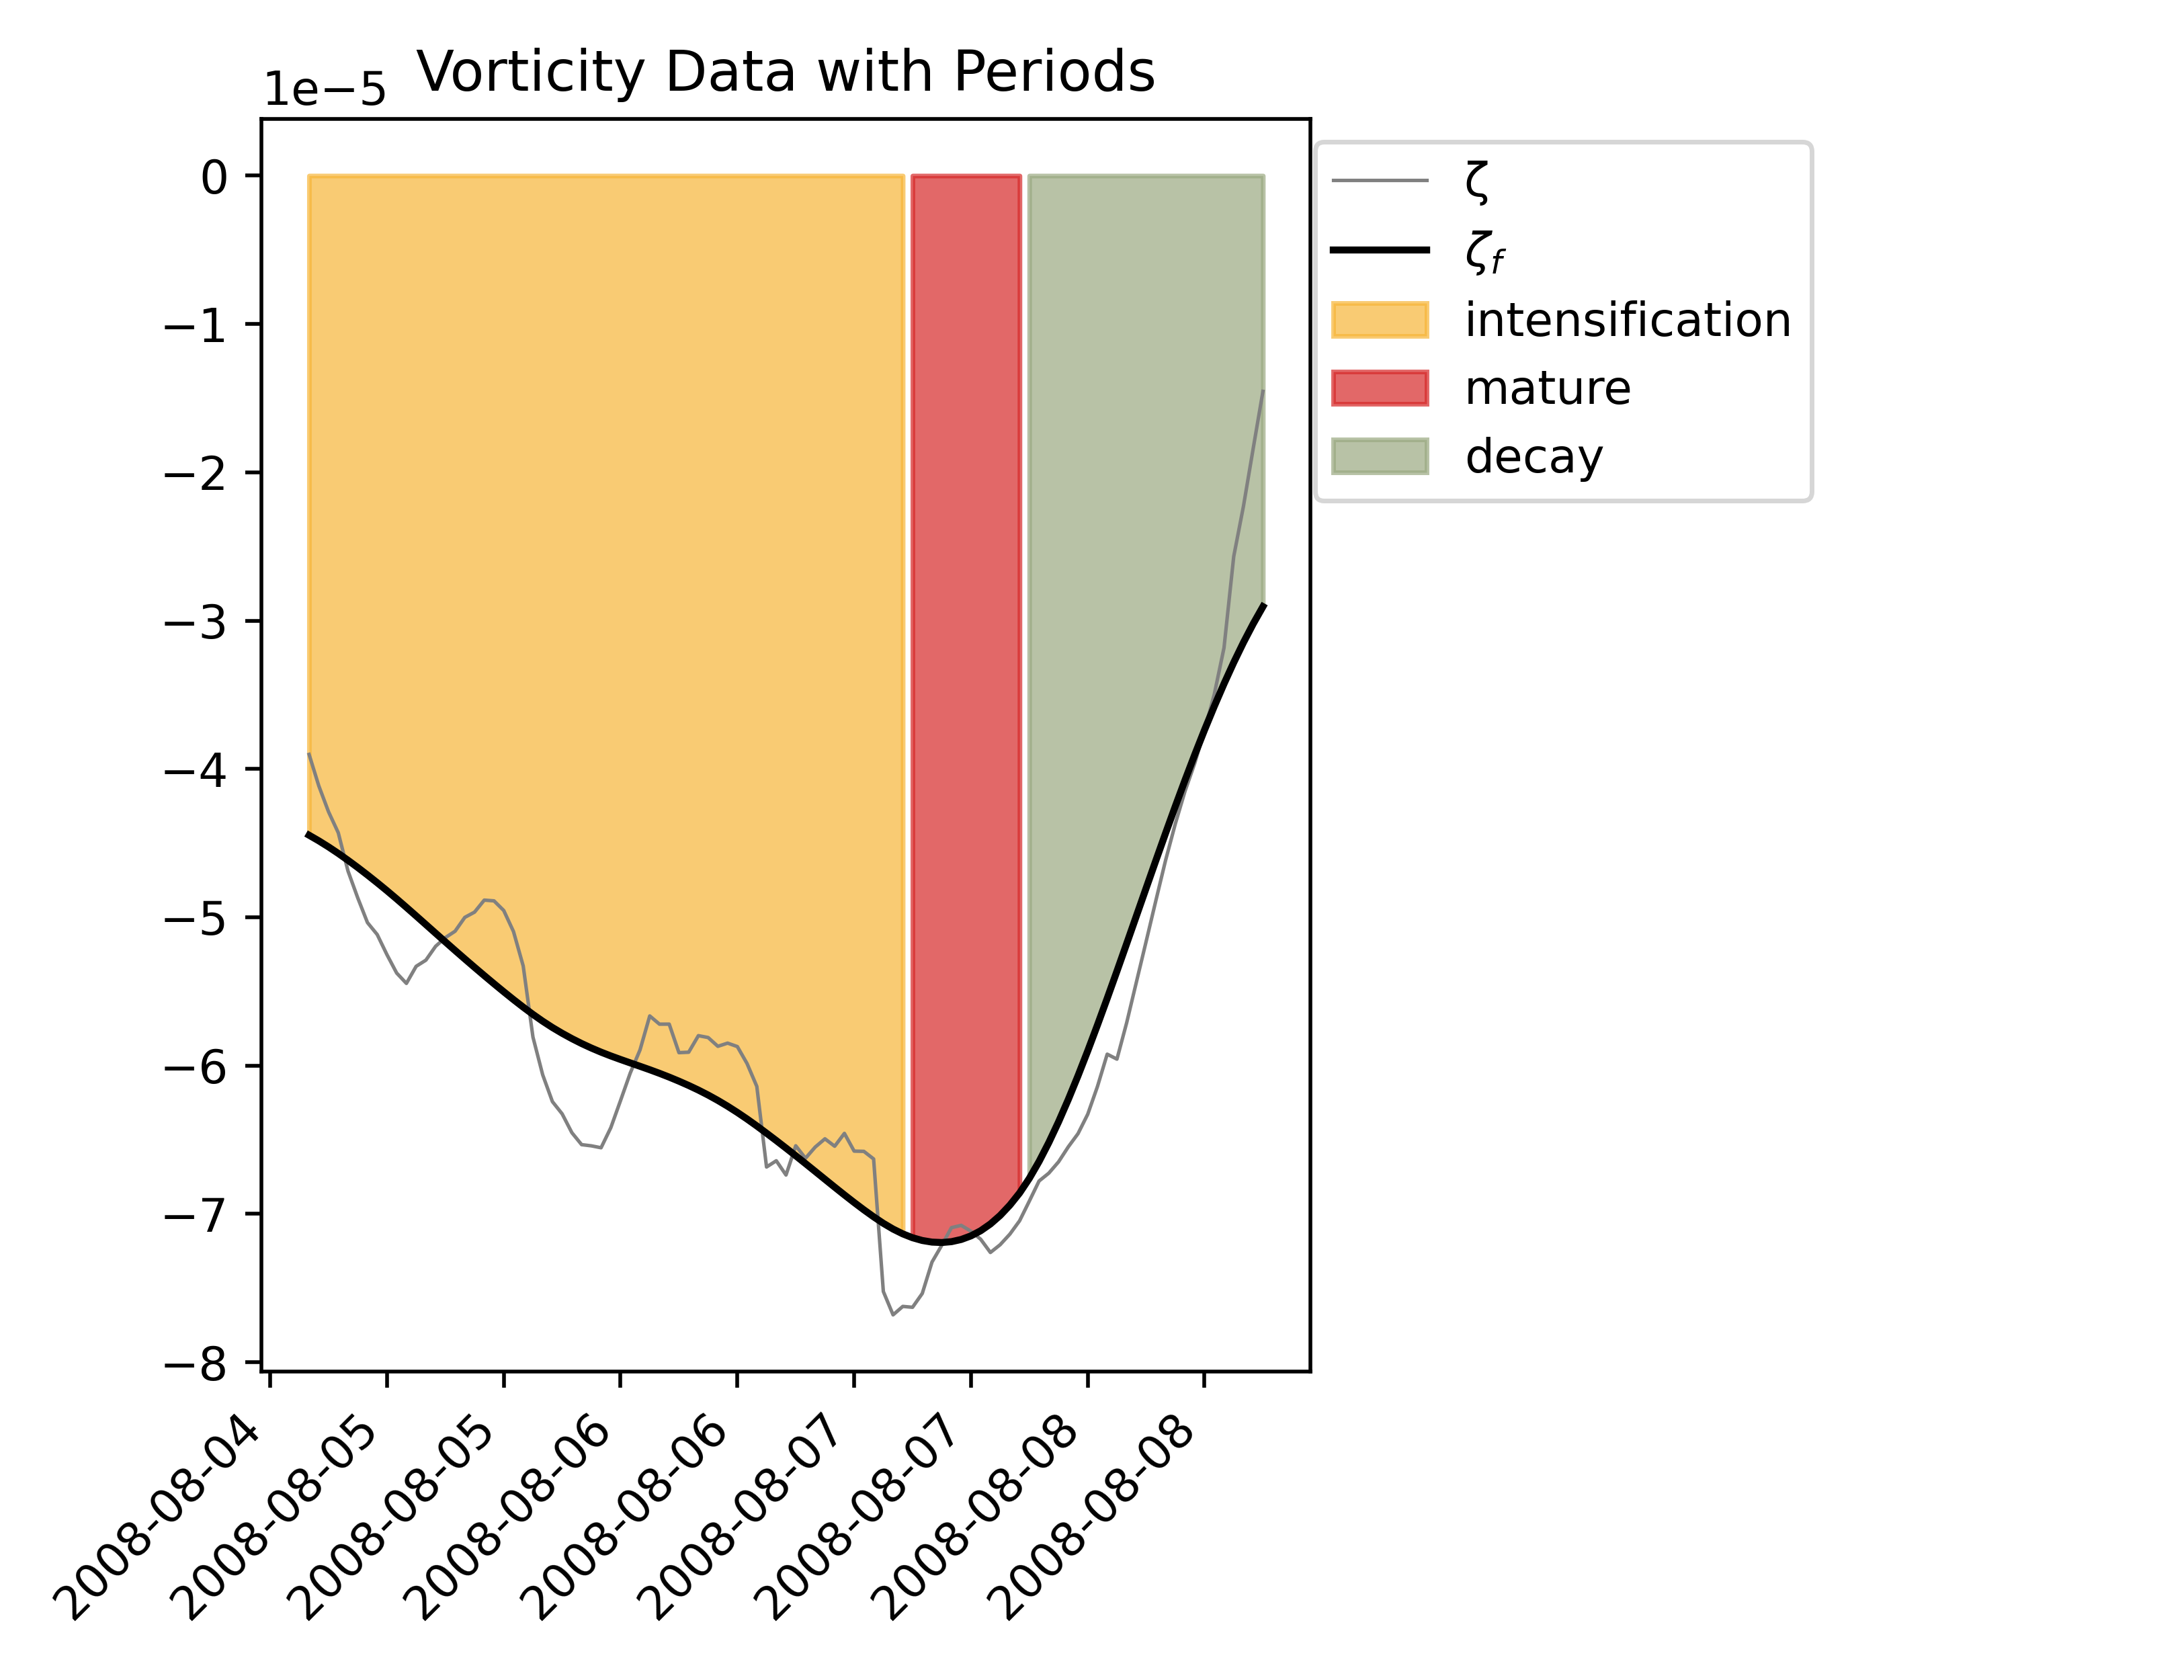 Vorticity Data with Periods
1e−5
0
−1
−2
−3
−4
−5
−6
−7
−8
2008-08-04
2008-08-05
2008-08-05
2008-08-06
2008-08-06
2008-08-07
2008-08-07
2008-08-08
2008-08-08
ζ
ζf
intensification
mature
decay